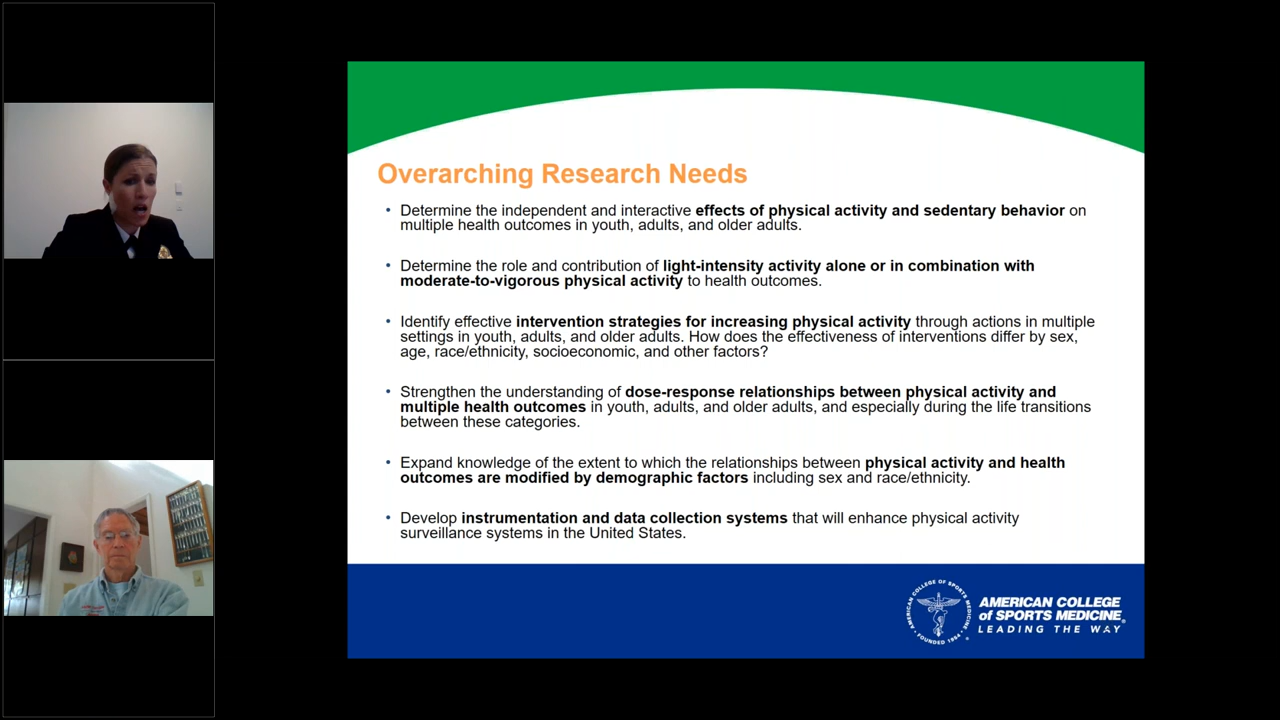 Overarching Research Needs
• Determine the independent and interactive effects of physical activity and sedentary behavior on
multiple health outcomes in youth, adults, and older adults.
• Determine the role and contribution of light-intensity activity alone or in combination with
moderate-to-vigorous physical activity to health outcomes.
• Identify effective intervention strategies for increasing physical activity through actions in multiple
settings in youth, adults, and older adults. How does the effectiveness of interventions differ by sex,
age, race/ethnicity, socioeconomic, and other factors?
• Strengthen the understanding of dose-response relationships between physical activity and
multiple health outcomes in youth, adults, and older adults, and especially during the life transitions
between these categories.
• Expand knowledge of the extent to which the relationships between physical activity and health
outcomes are modified by demographic factors including sex and race/ethnicity.
• Develop instrumentation and data collection systems that will enhance physical activity
surveillance systems in the United States.
AMERICAN COLLEGE OF SPORTS MEDICINE
FOUNDED 1954
AMERICAN COLLEGE
of SPORTS MEDICINE®
LEADING THE WAY